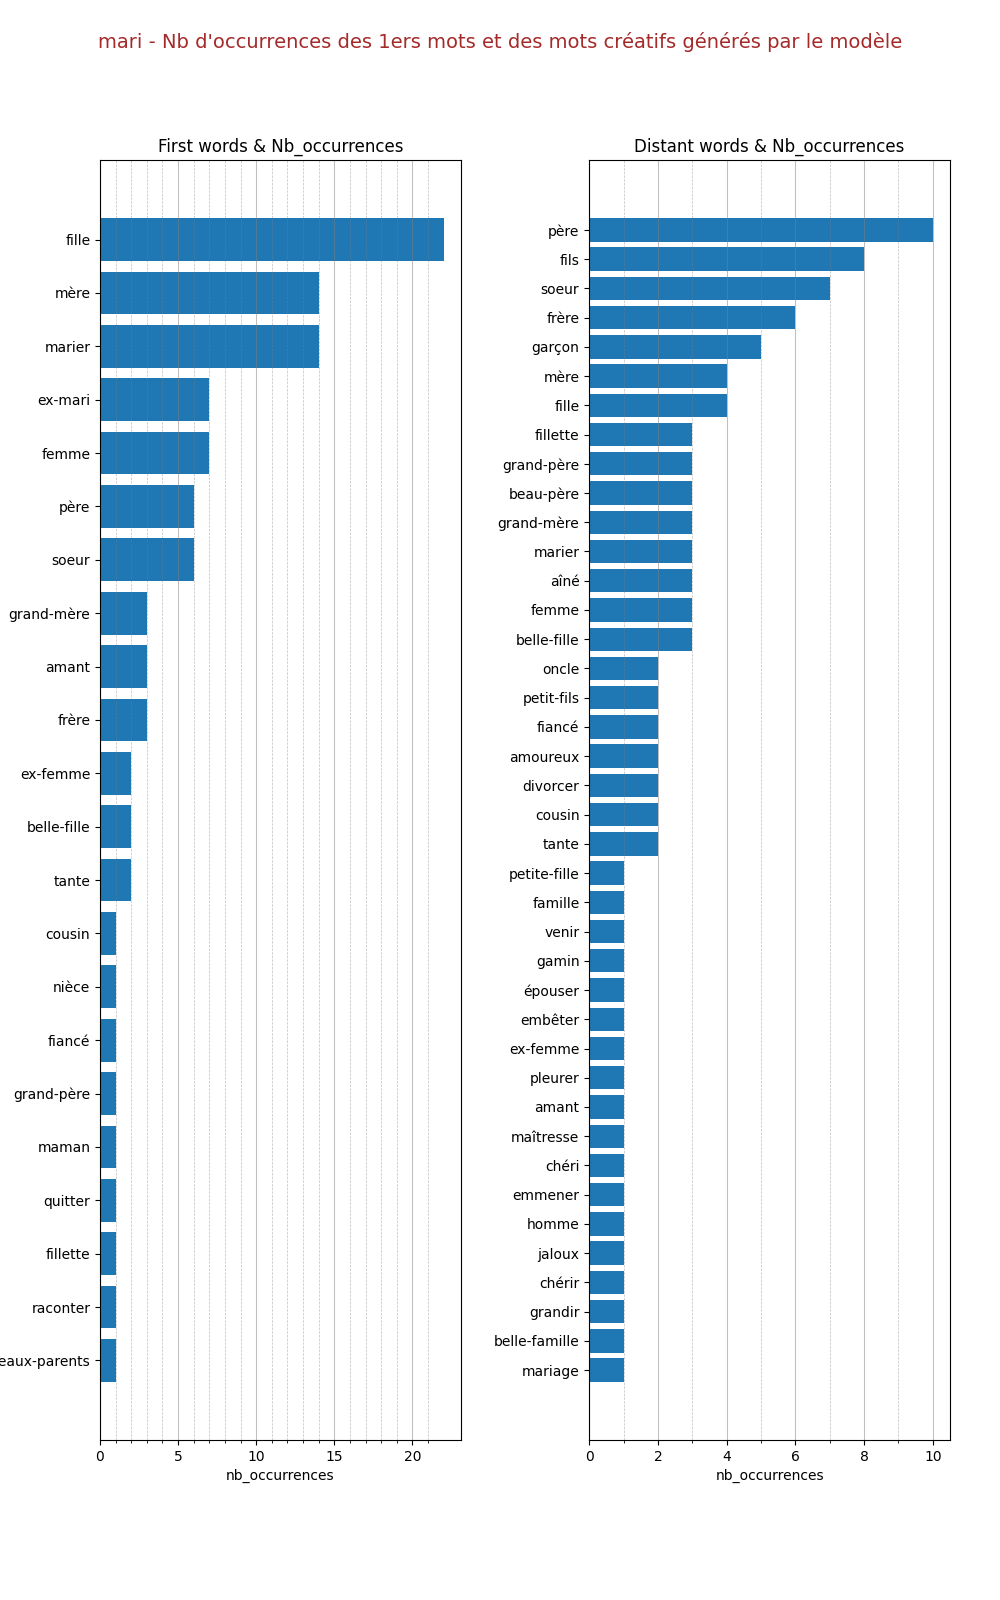 mari - Nb d'occurrences des 1ers mots et des mots créatifs générés par le modèle
First words & Nb_occurrences
fille
mère
marier
ex-mari
femme
père
soeur
grand-mère
amant
frère
ex-femme
belle-fille
tante
cousin
nièce
fiancé
grand-père
maman
quitter
fillette
raconter
eaux-parents
0 5 10 15 20
nb_occurrences
Distant words & Nb_occurrences
père
fils
soeur
frère
garçon
mère
fille
fillette
grand-père
beau-père
grand-mère
marier
aîné
femme
belle-fille
oncle
petit-fils
fiancé
amoureux
divorcer
cousin
tante
petite-fille
famille
venir
gamin
épouser
embêter
ex-femme
pleurer
amant
maîtresse
chéri
emmener
homme
jaloux
chérir
grandir
belle-famille
mariage
0 2 4 6 8 10
nb_occurrences